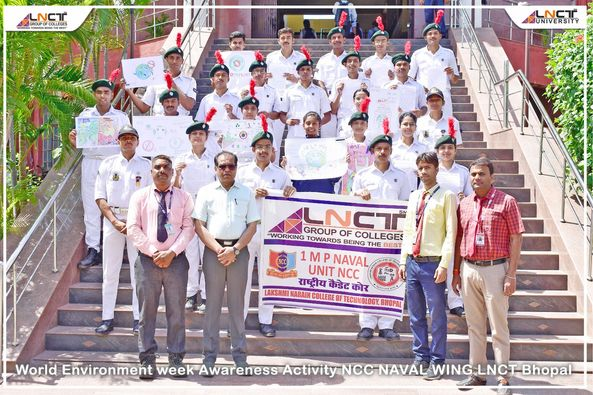 LNCT
GROUP OF COLLEGES
LNCT
UNIVERSITY
LNCT
GROUP OF COLLEGES
"WORKING TOWARDS BEING THE BEST"
1 M P NAVAL
UNIT NCC
राष्ट्रीय कैडेट कोर
LAKSHMI NARAIN COLLEGE OF TECHNOLOGY, BHOPAL
World Environment week Awareness Activity NCC NAVAL WING,LNCT Bhopal